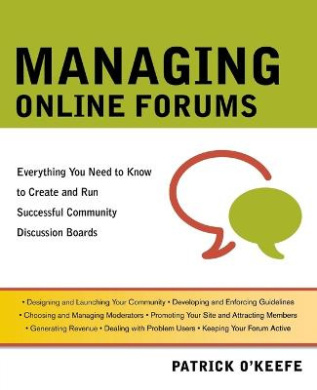 MANAGING
ONLINE FORUMS
Everything You Need to Know
to Create and Run
Successful Community
Discussion Boards
• Designing and Launching Your Community • Developing and Enforcing Guidelines
• Choosing and Managing Moderators • Promoting Your Site and Attracting Members
• Generating Revenue • Dealing with Problem Users • Keeping Your Forum Active
PATRICK O'KEEFE